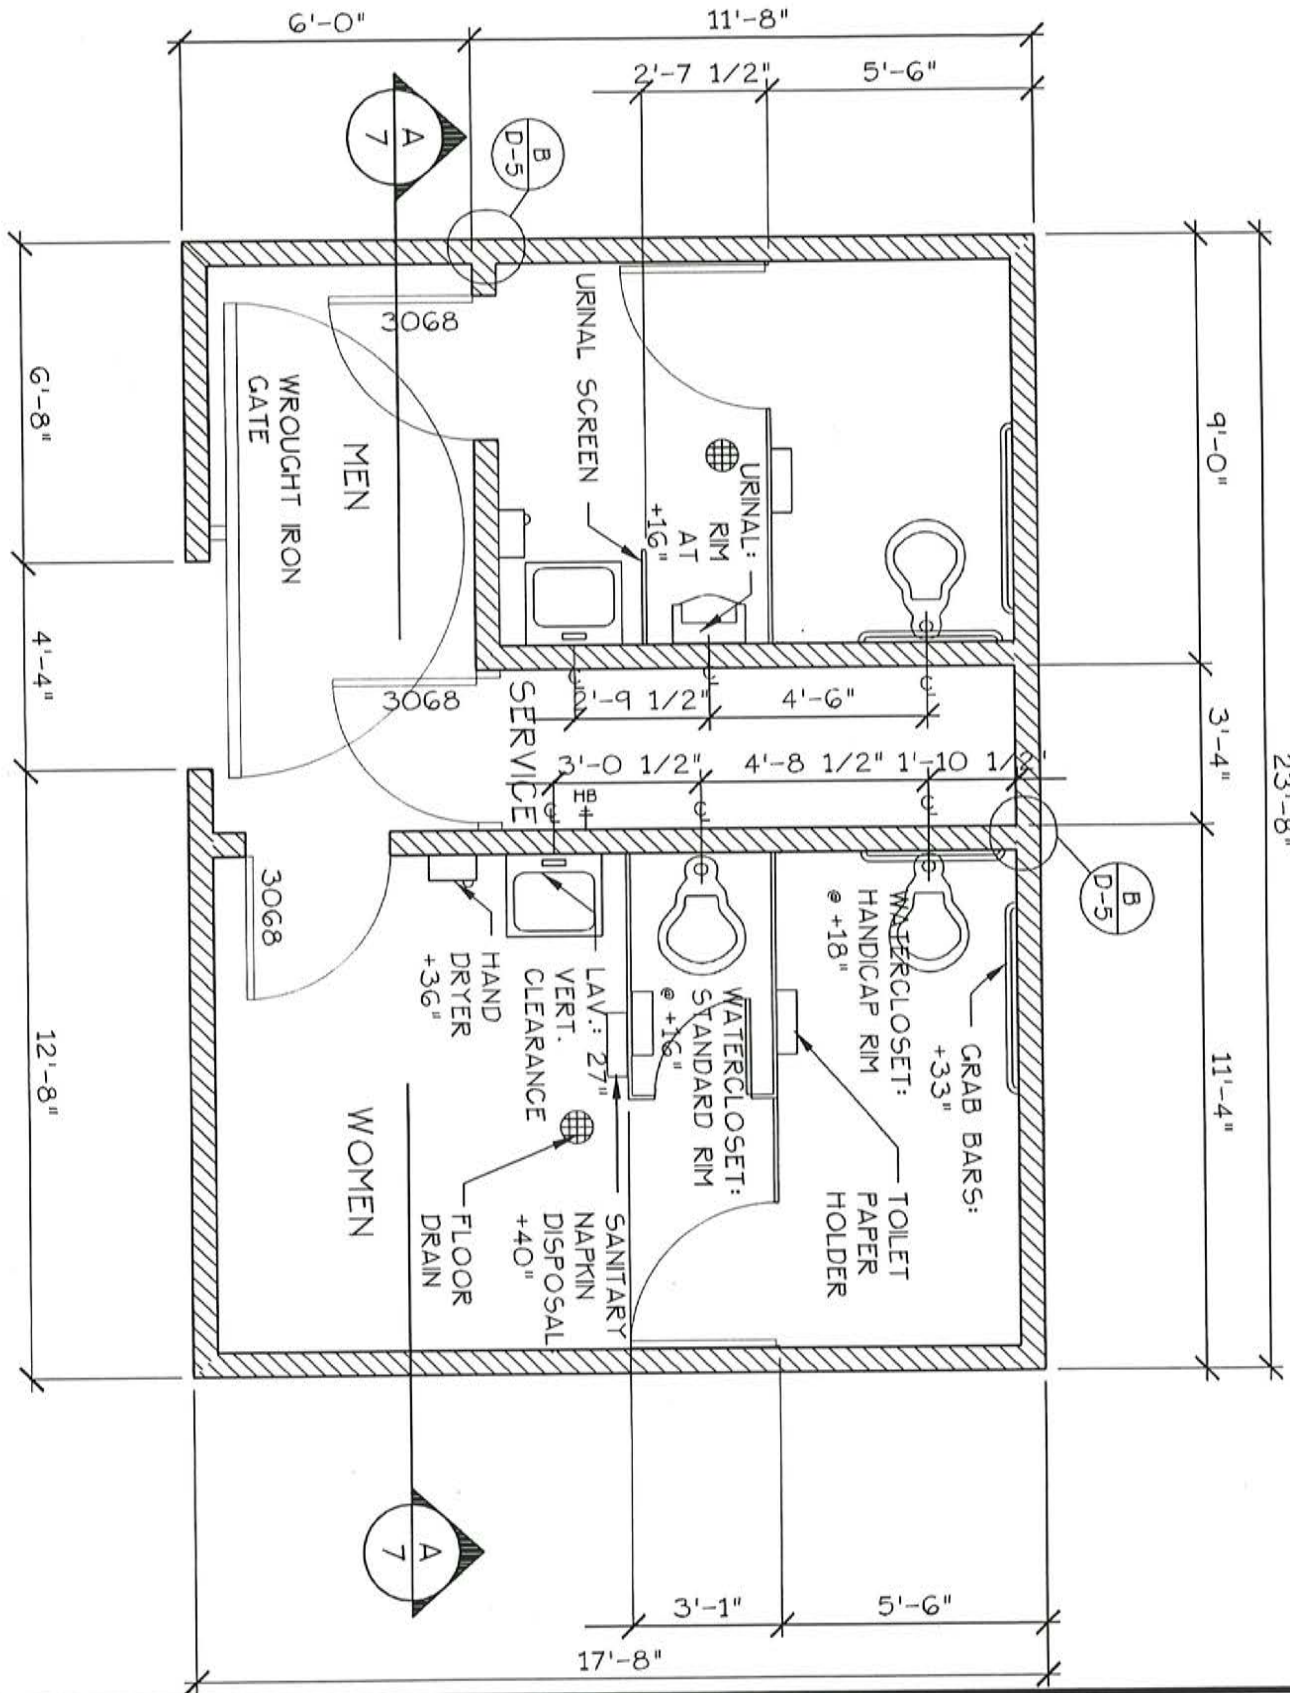 6'-0"
11'-8"
2'-7 1/2"
5'-6"
A
7
B
D-5
3068
URINAL SCREEN
WROUGHT IRON
GATE
MEN
URINAL:
RIM
AT
+16"
6'-8"
9'-0"
4'-4"
3'-4"
23'-8"
3068
SERVICE
2'-9 1/2"
4'-6"
3'-0 1/2"
4'-8 1/2"
1'-10 1/2"
HB
B
D-5
3068
HAND
DRYER
+36"
LAV.: 27"
VERT.
CLEARANCE
WATERCLOSET:
STANDARD RIM
@ +16"
WATERCLOSET:
HANDICAP RIM
@ +18"
GRAB BARS:
+33"
12'-8"
11'-4"
WOMEN
FLOOR
DRAIN
SANITARY
NAPKIN
DISPOSAL:
+40"
TOILET
PAPER
HOLDER
A
7
3'-1"
5'-6"
17'-8"